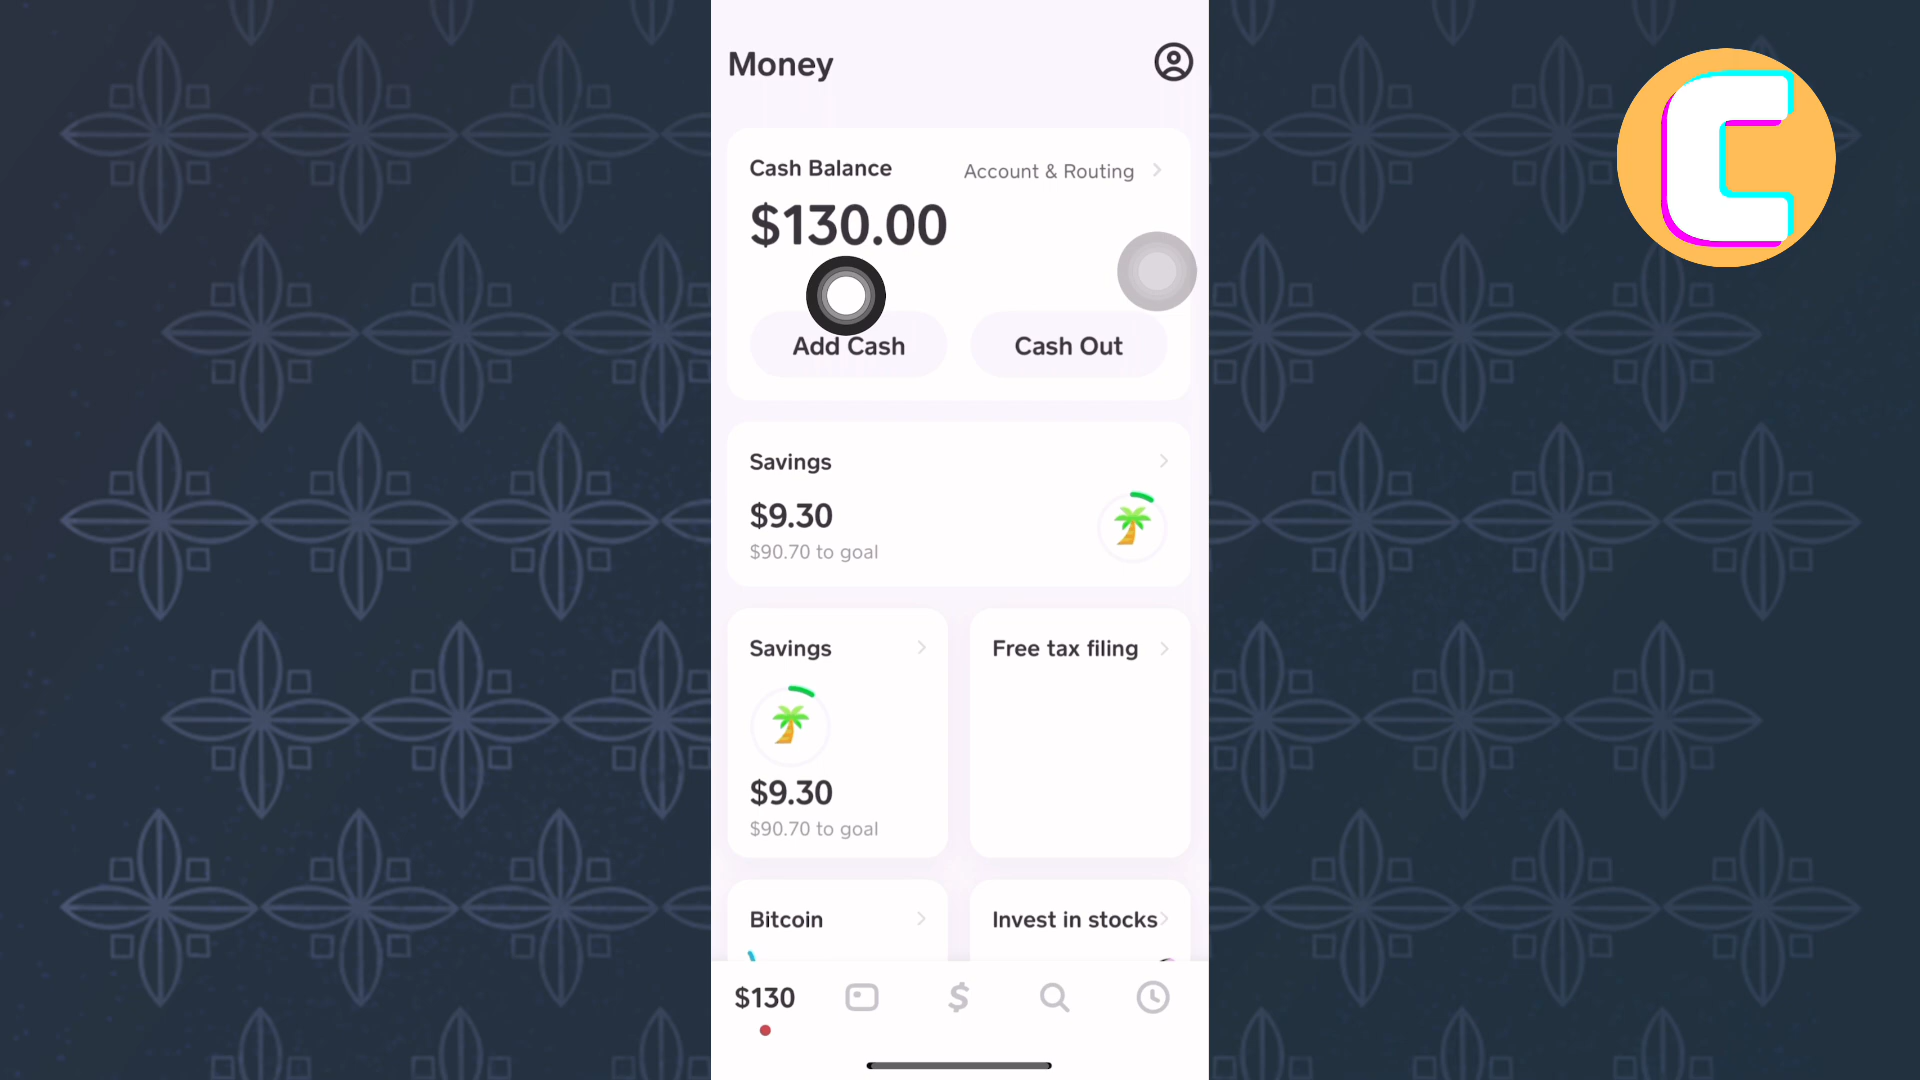 Money
Cash Balance
Account & Routing
$130.00
Add Cash
Cash Out
Savings
$9.30
$90.70 to goal
Savings
Free tax filing
$9.30
$90.70 to goal
Bitcoin
Invest in stocks
$130
$
C